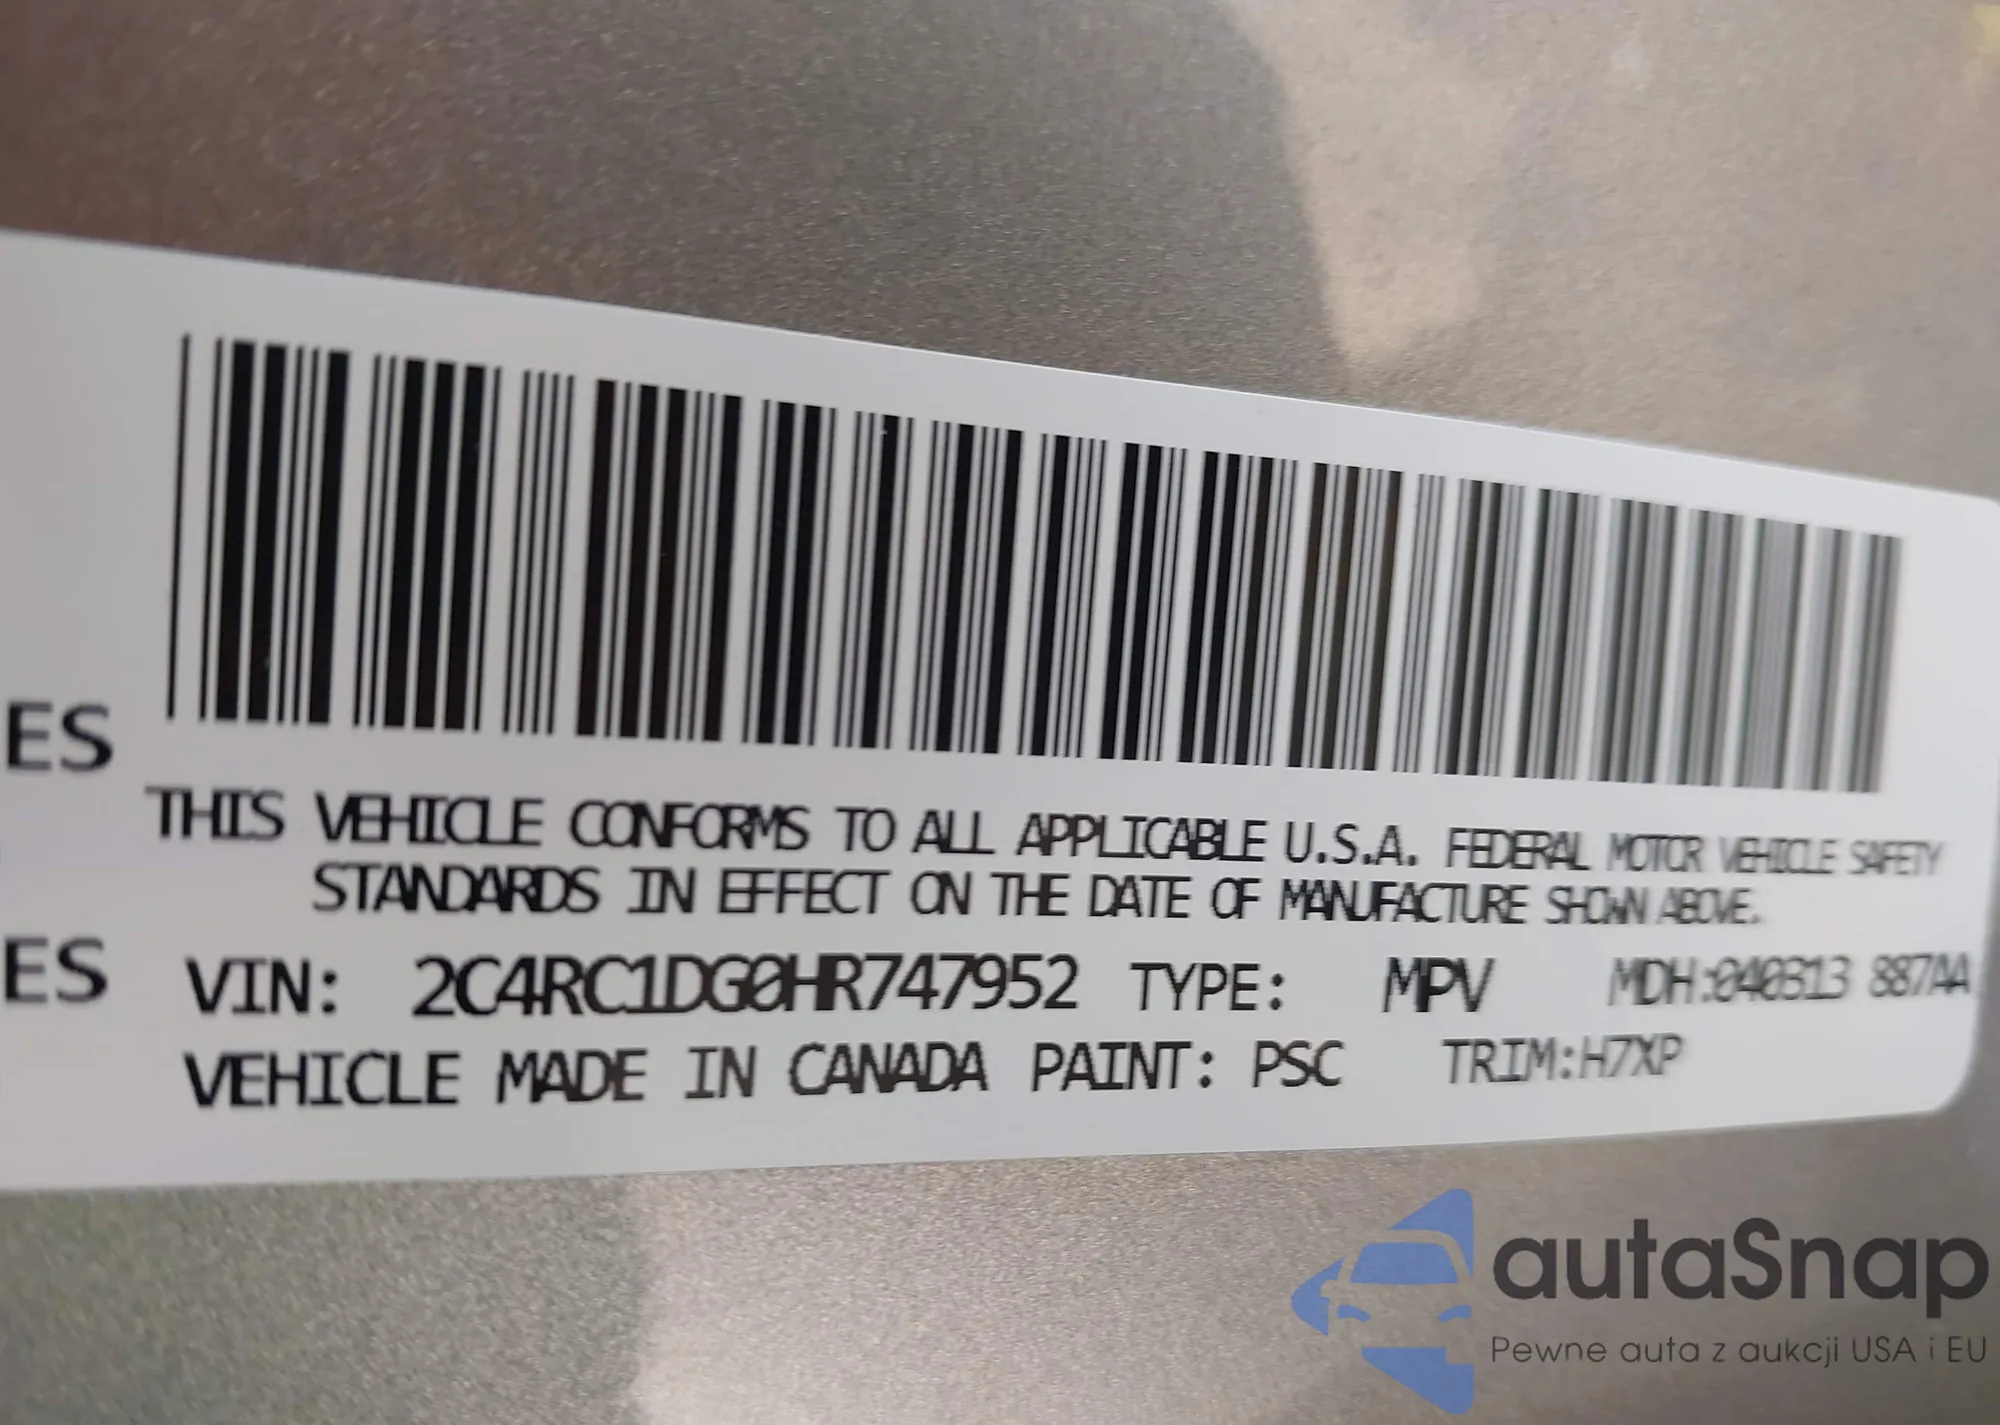 ES
THIS VEHICLE CONFORMS TO ALL APPLICABLE U.S.A. FEDERAL MOTOR VEHICLE SAFETY
STANDARDS IN EFFECT ON THE DATE OF MANUFACTURE SHOWN ABOVE.
ES
VIN: 2C4RC1DG0HR747952 TYPE: MPV MDH:040313 887AA
VEHICLE MADE IN CANADA PAINT: PSC TRIM:H7XP
autaSnap
Pewne auta z aukcji USA i EU